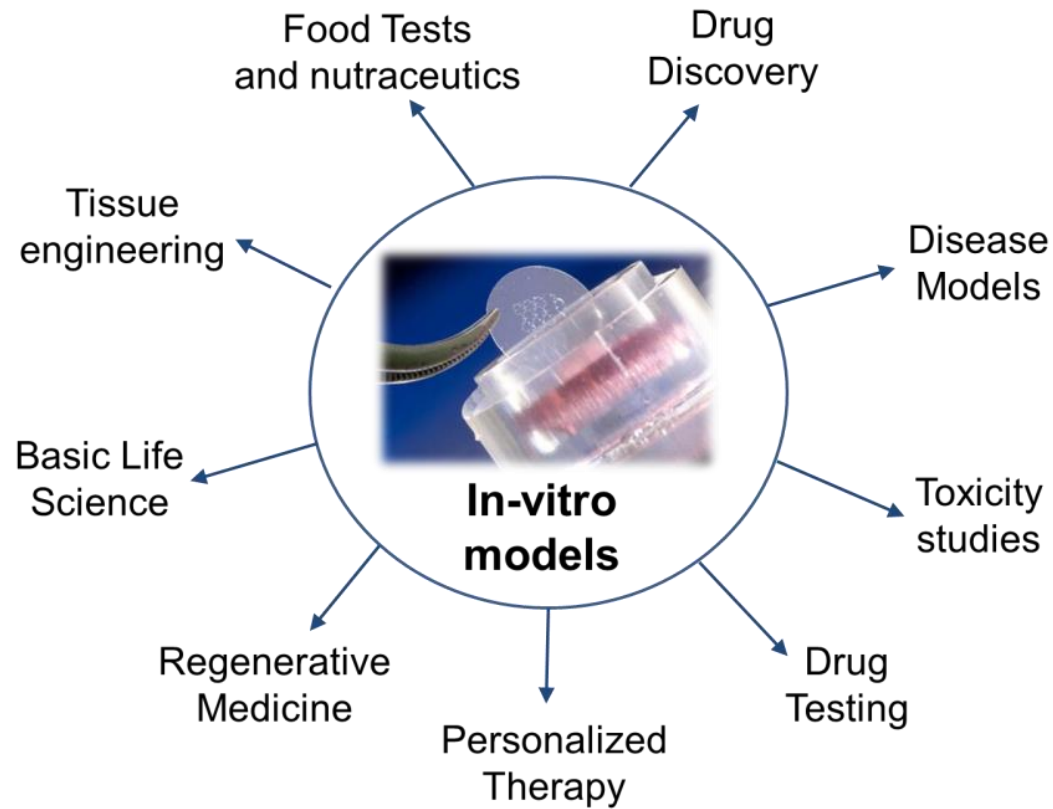 Food Tests
and nutraceutics
Drug
Discovery
Tissue
engineering
Disease
Models
Basic Life
Science
In-vitro
models
Toxicity
studies
Regenerative
Medicine
Drug
Testing
Personalized
Therapy